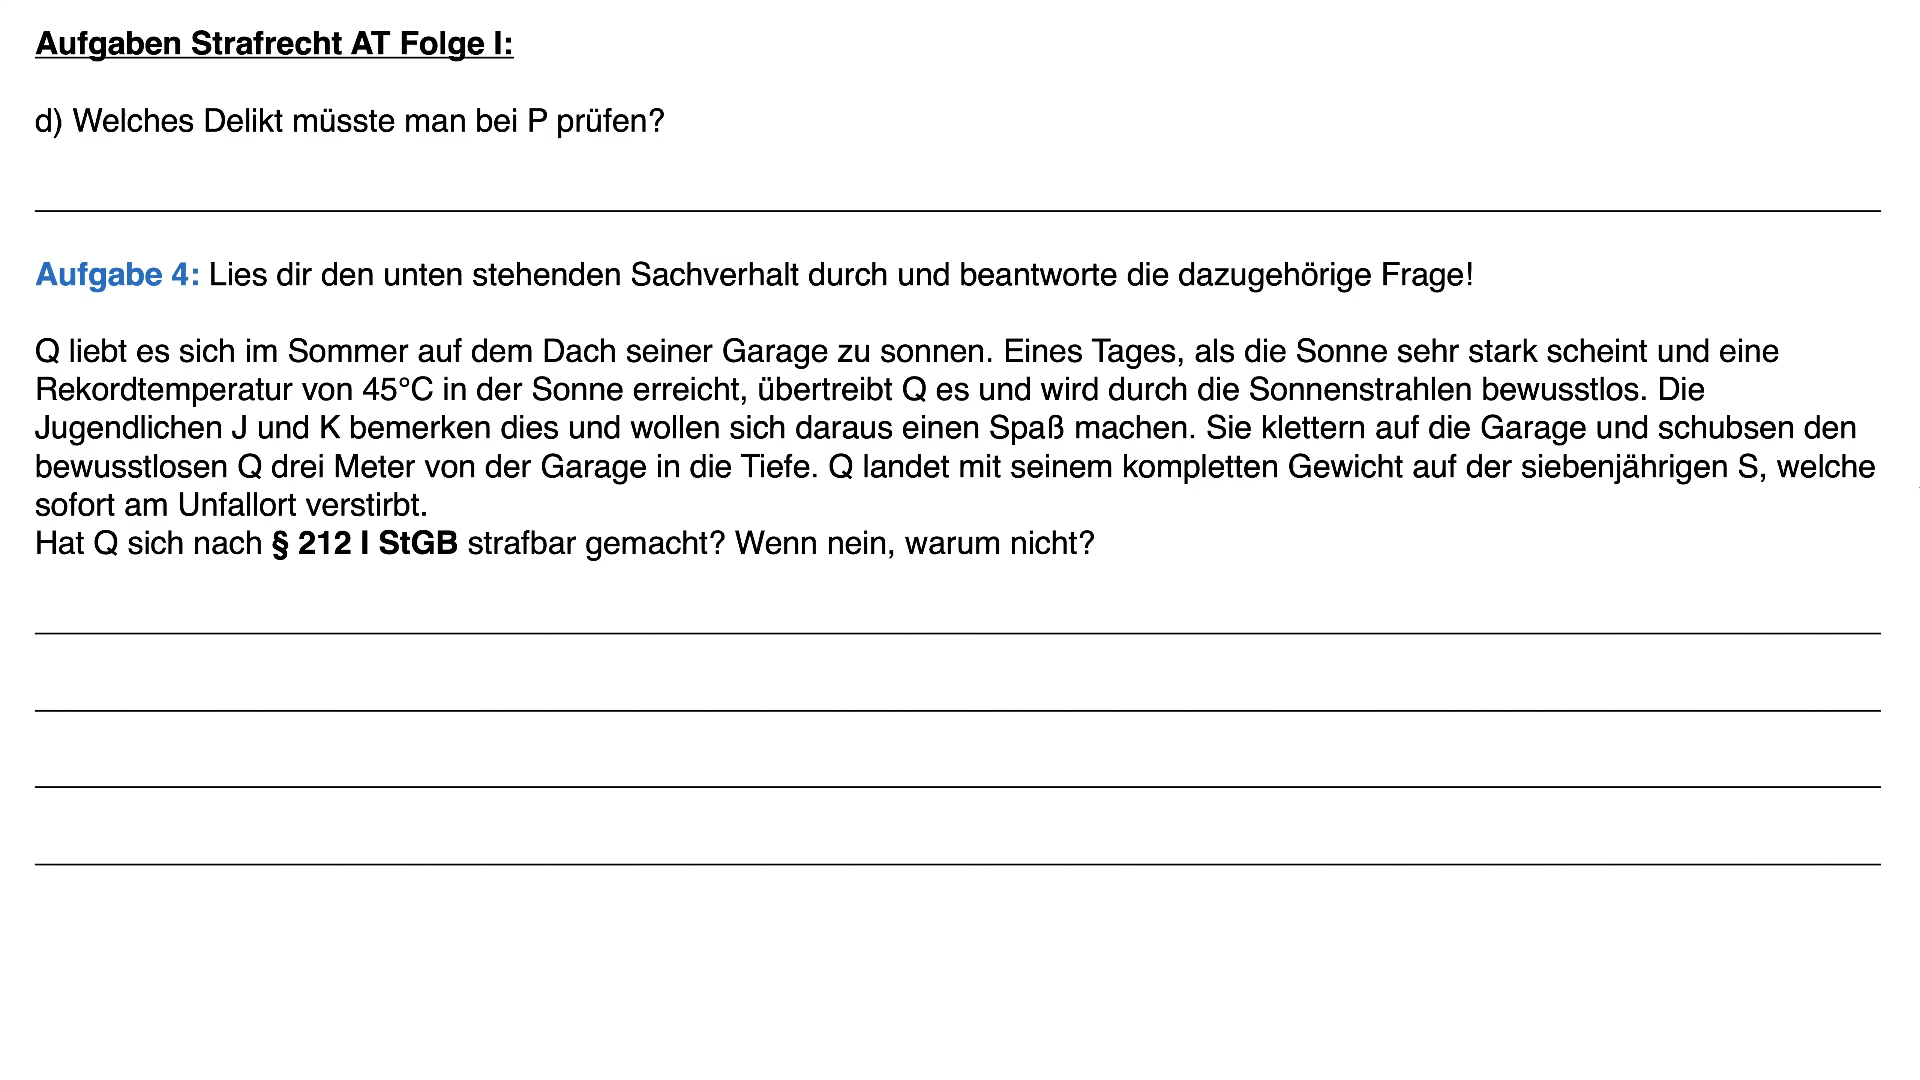 Aufgaben Strafrecht AT Folge I:
d) Welches Delikt müsste man bei P prüfen?
Aufgabe 4: Lies dir den unten stehenden Sachverhalt durch und beantworte die dazugehörige Frage!
Q liebt es sich im Sommer auf dem Dach seiner Garage zu sonnen. Eines Tages, als die Sonne sehr stark scheint und eine
Rekordtemperatur von 45°C in der Sonne erreicht, übertreibt Q es und wird durch die Sonnenstrahlen bewusstlos. Die
Jugendlichen J und K bemerken dies und wollen sich daraus einen Spaß machen. Sie klettern auf die Garage und schubsen den
bewusstlosen Q drei Meter von der Garage in die Tiefe. Q landet mit seinem kompletten Gewicht auf der siebenjährigen S, welche
sofort am Unfallort verstirbt.
Hat Q sich nach § 212 I StGB strafbar gemacht? Wenn nein, warum nicht?